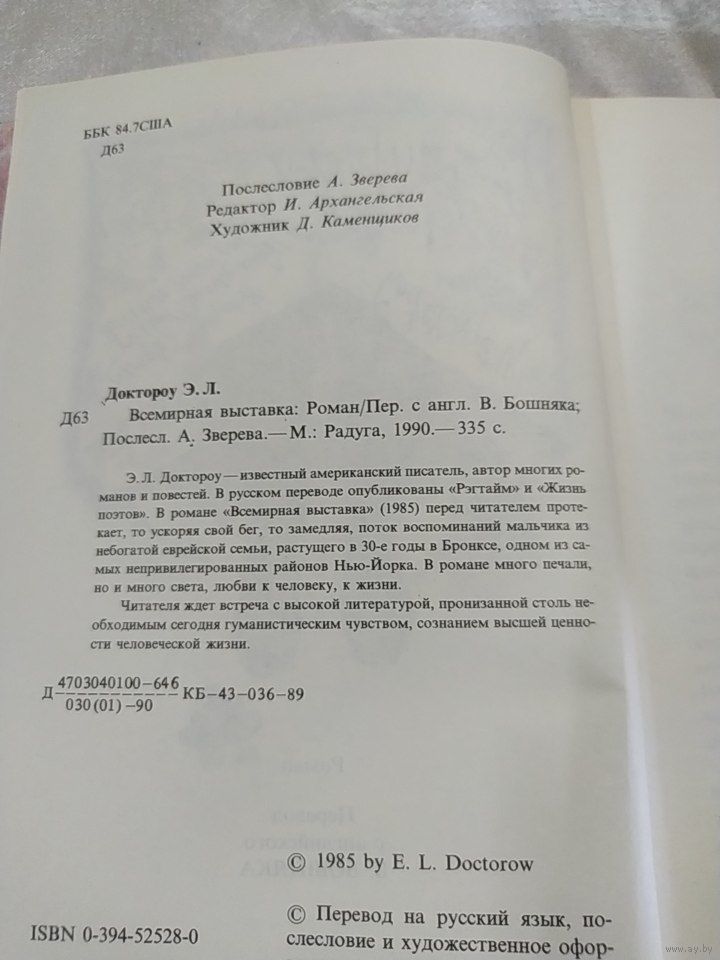 ББК 84.7США
Д63
Послесловие А. Зверева
Редактор И. Архангельская
Художник Д. Каменщиков
Доктороу Э. Л.
Д63 Всемирная выставка: Роман/Пер. с англ. В. Бошняка;
Послесл. А. Зверева.—М.: Радуга, 1990.—335 с.
Э. Л. Доктороу—известный американский писатель, автор многих ро-
манов и повестей. В русском переводе опубликованы «Рэгтайм» и «Жизнь
поэтов». В романе «Всемирная выставка» (1985) перед читателем проте-
кает, то ускоряя свой бег, то замедляя, поток воспоминаний мальчика из
небогатой еврейской семьи, растущего в 30-е годы в Бронксе, одном из са-
мых непривилегированных районов Нью-Йорка. В романе много печали,
но и много света, любви к человеку, к жизни.
Читателя ждет встреча с высокой литературой, пронизанной столь не-
обходимым сегодня гуманистическим чувством, сознанием высшей ценно-
сти человеческой жизни.
4703040100-646
Д КБ-43-036-89
030(01)-90
Роман
Перевод
с английского
© 1985 by E. L. Doctorow
© Перевод на русский язык, по-
ISBN 0-394-52528-0
слесловие и художественное офор-
www.ay.by